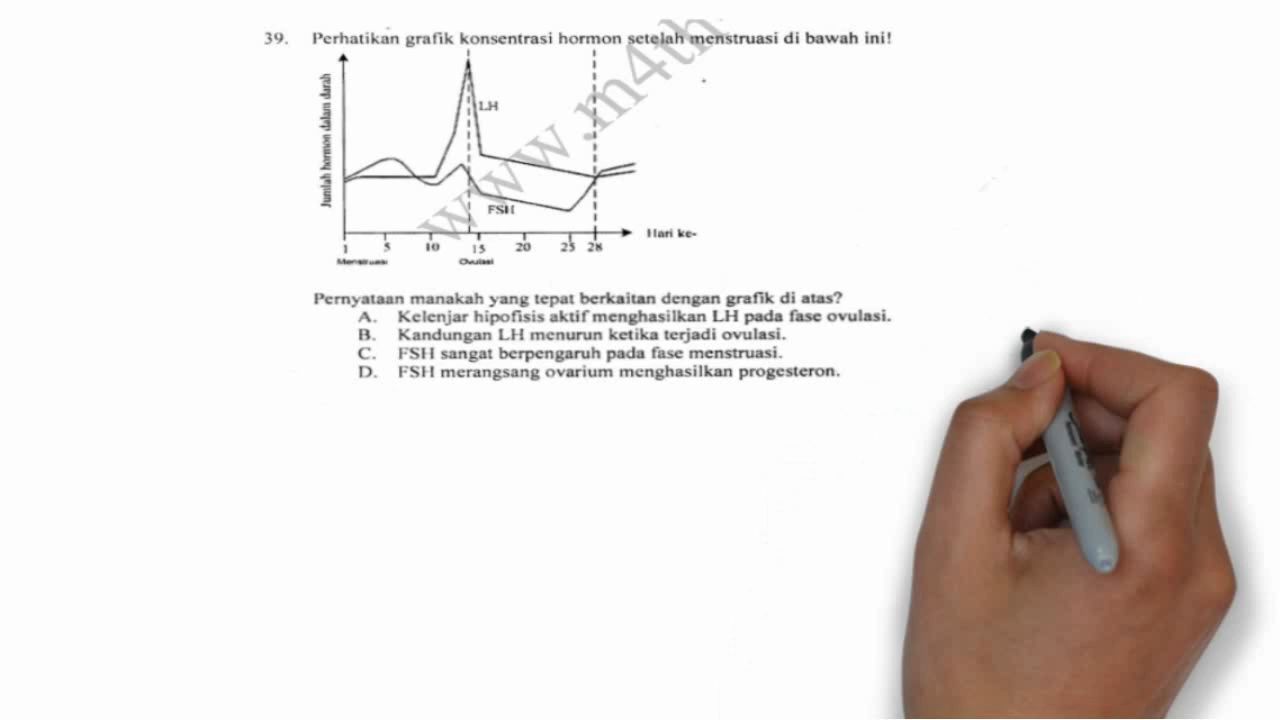 39. Perhatikan grafik konsentrasi hormon setelah menstruasi di bawah ini!
Jumlah hormon dalam darah
LH
FSH
Hari ke-
1 5 10 15 20 25 28
Menstruasi Ovulasi
www.m4th
Pernyataan manakah yang tepat berkaitan dengan grafik di atas?
A. Kelenjar hipofisis aktif menghasilkan LH pada fase ovulasi.
B. Kandungan LH menurun ketika terjadi ovulasi.
C. FSH sangat berpengaruh pada fase menstruasi.
D. FSH merangsang ovarium menghasilkan progesteron.